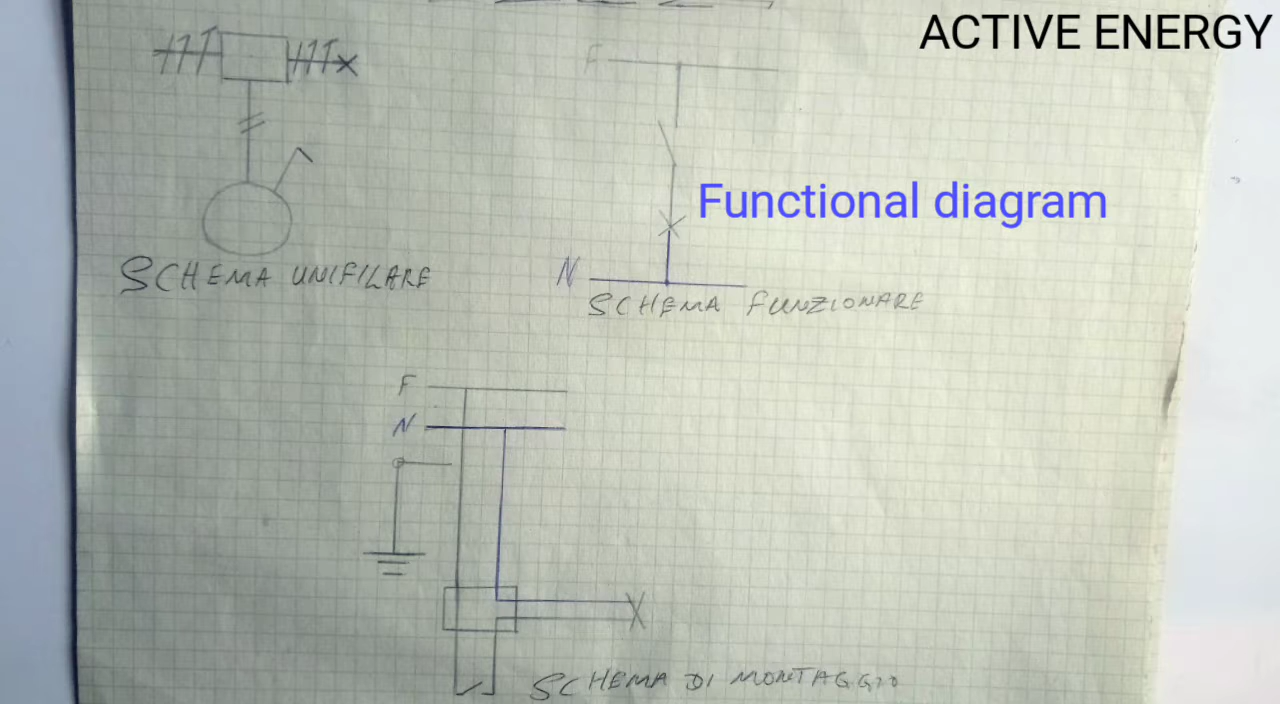 ACTIVE ENERGY
F
Functional diagram
SCHEMA UNIFILARE
N
SCHEMA FUNZIONARE
F
N
SCHEMA DI MONTAGGIO